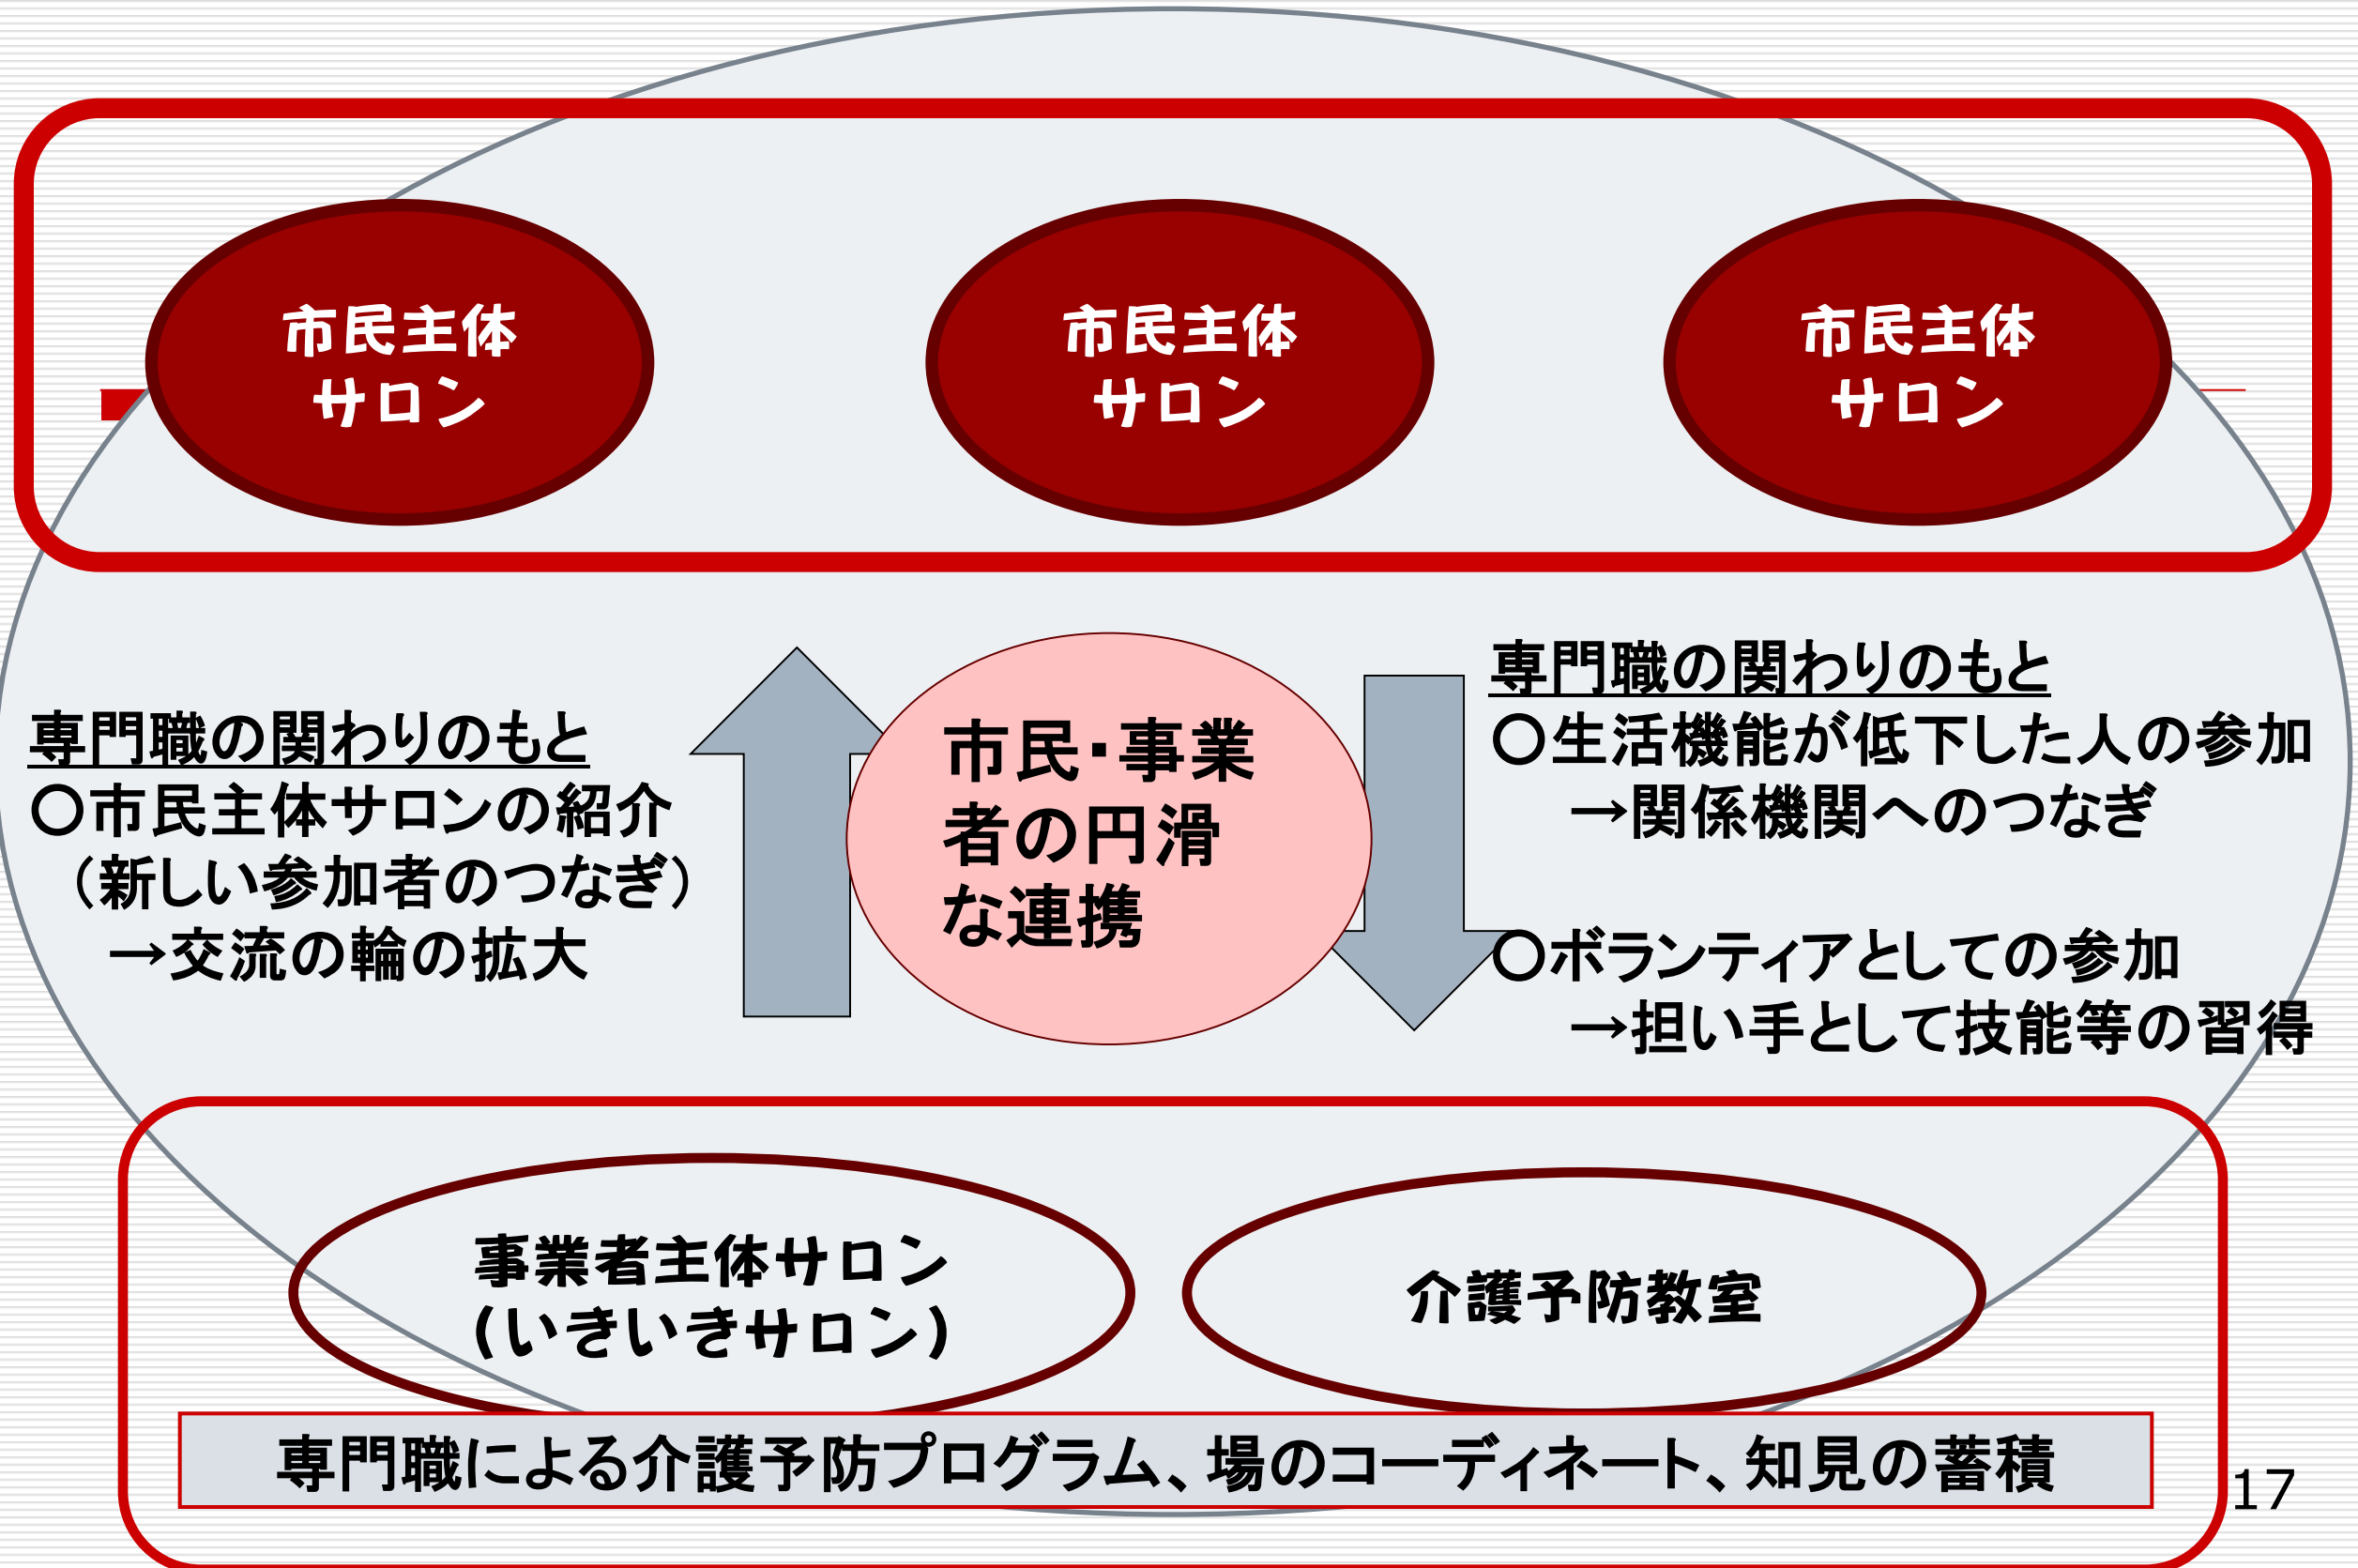 市民主体
サロン
市民主体
サロン
市民主体
サロン
専門職の関わりのもと
○市民主体サロンの紹介
（新しい参加者のつなぎ）
→交流の輪の拡大
市民・事業
者の円滑
な連携
専門職の関わりのもと
○生活機能が低下した人の参加
→関係機関へのつなぎ
○ボランティアとしての参加
→担い手として技能等の習得
事業者主体サロン
(いきいきサロン)
介護予防教室
専門職による介護予防プログラム、場のコーディネート、知見の蓄積
17